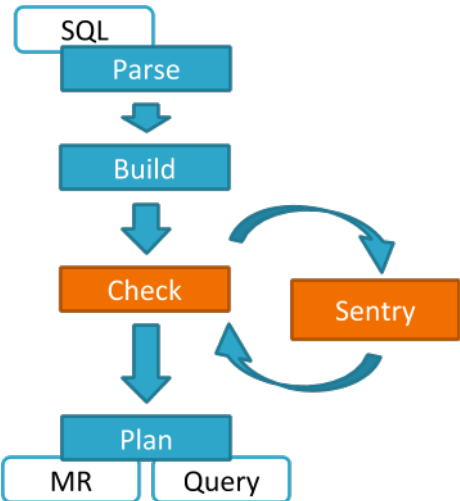 SQL
Parse
Build
Check
Sentry
Plan
MR
Query